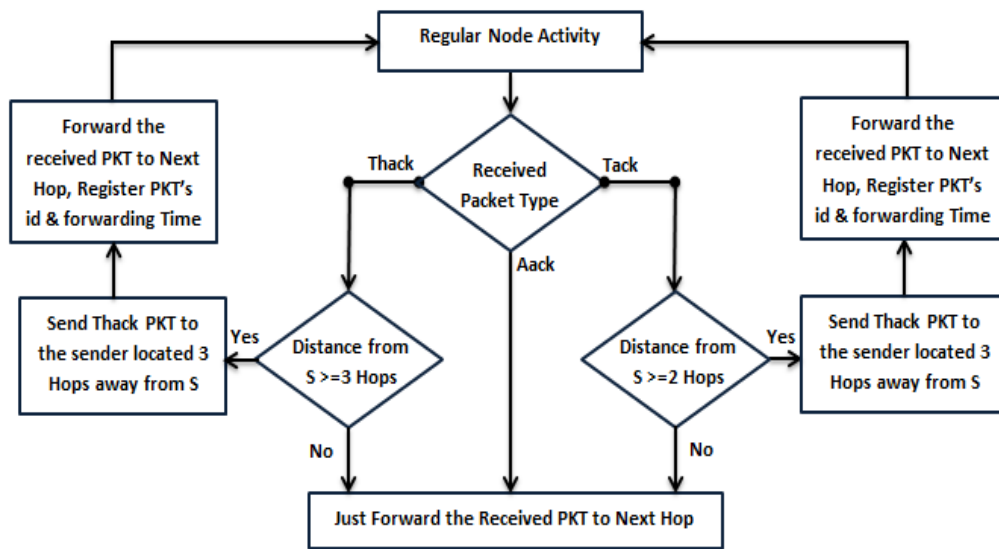 Regular Node Activity
Forward the
received PKT to Next
Hop, Register PKT's
id & forwarding Time
Thack
Received
Packet Type
Tack
Forward the
received PKT to Next
Hop, Register PKT's
id & forwarding Time
Aack
Send Thack PKT to
the sender located 3
Hops away from S
Yes
Distance from
S >=3 Hops
Distance from
S >=2 Hops
Yes
Send Thack PKT to
the sender located 3
Hops away from S
No
No
Just Forward the Received PKT to Next Hop